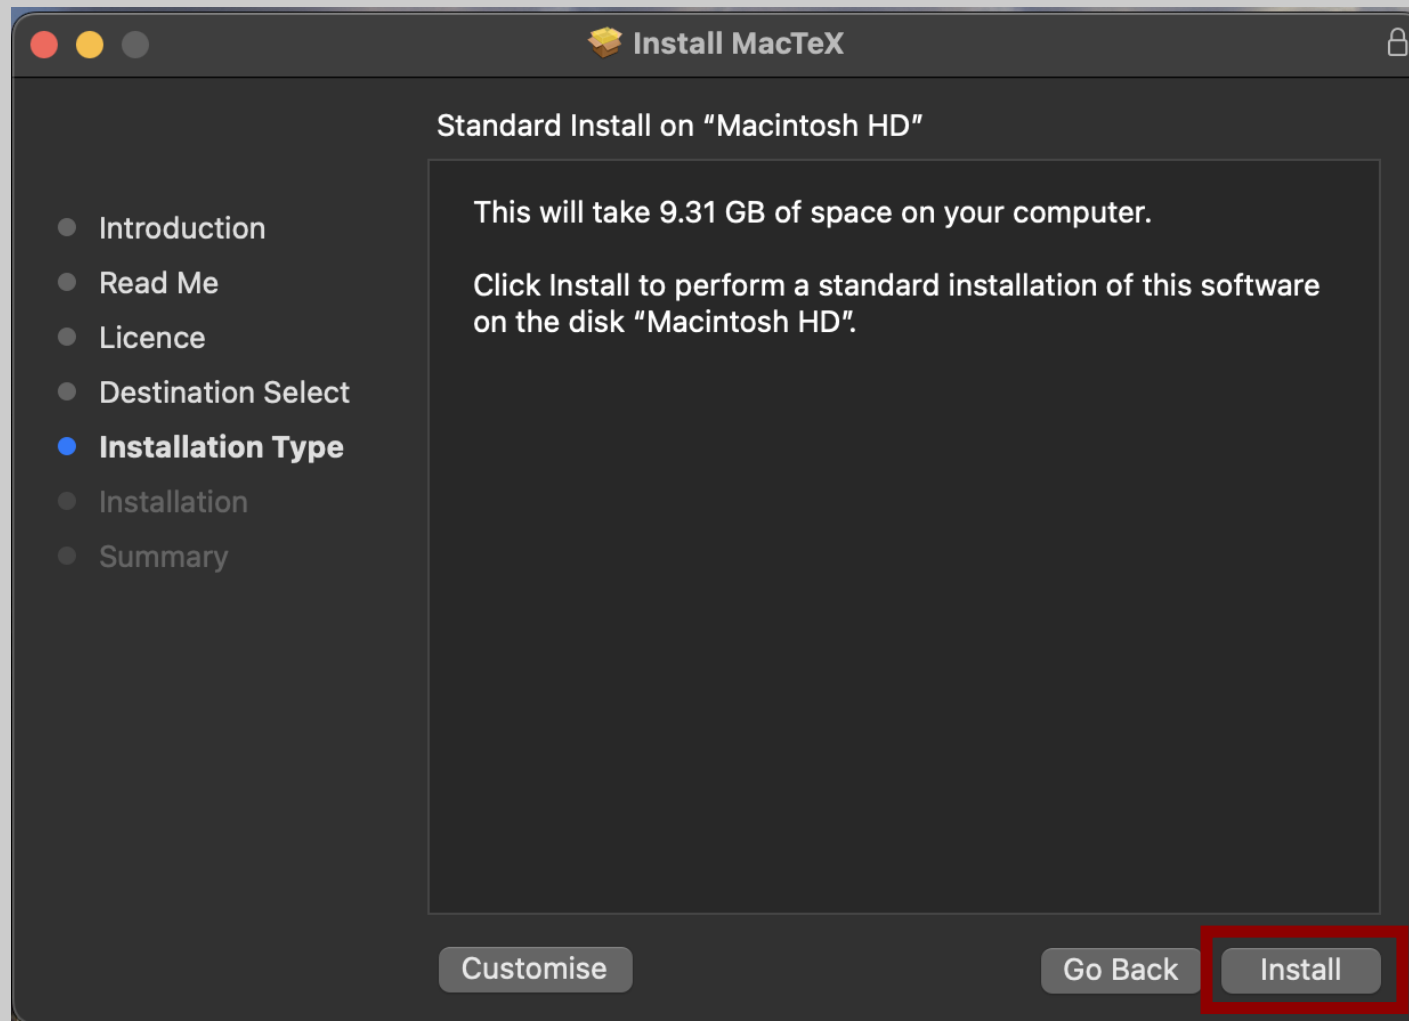 Install MacTeX
Standard Install on “Macintosh HD”
Introduction
Read Me
Licence
Destination Select
Installation Type
Installation
Summary
This will take 9.31 GB of space on your computer.
Click Install to perform a standard installation of this software
on the disk “Macintosh HD”.
Customise
Go Back
Install